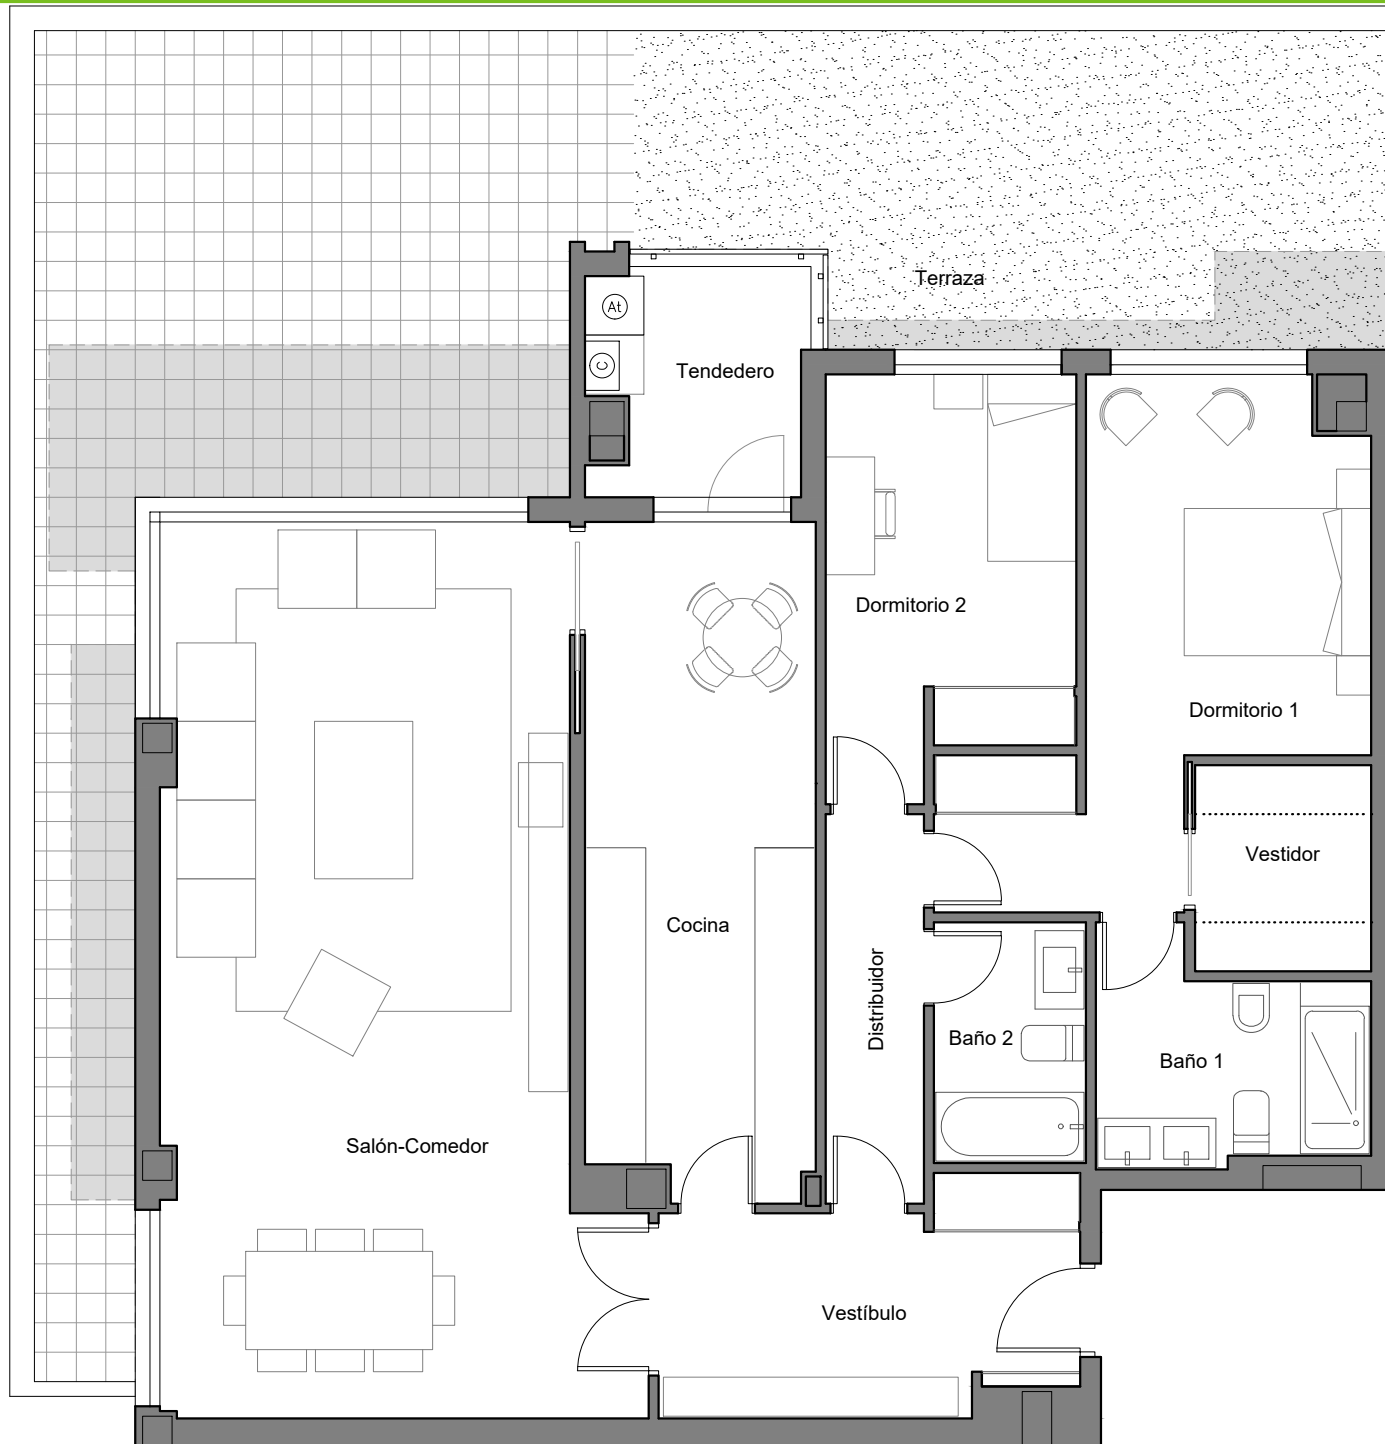 Terraza
At
C
Tendedero
Dormitorio 2
Dormitorio 1
Vestidor
Cocina
Distribuidor
Baño 2
Baño 1
Salón-Comedor
Vestíbulo